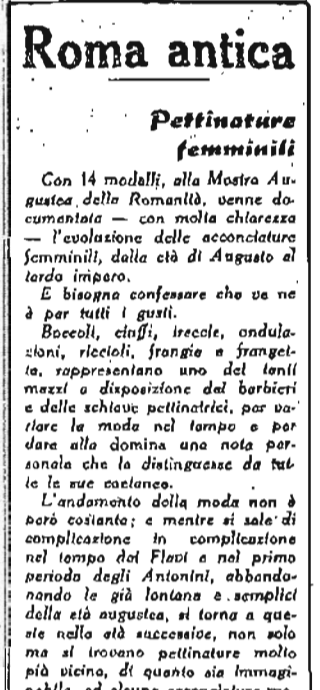 Roma antica
Pettinature
femminili
Con 14 modelli, alla Mostra Au-
gustea della Romanità, venne do-
cumentata — con molta chiarezza
— l'evoluzione delle acconciature
femminili, dalla età di Augusto al
tardo impero.
E bisogna confessare che ve ne
è per tutti i gusti.
Boccoli, ciuffi, treccie, ondula-
zioni, riccioli, frangie e franget-
te, rappresentano uno dei tanti
mezzi a disposizione dei barbieri
e delle schiave pettinatrici, per va-
riare la moda nel tempo e per
dare alla domina una nota per-
sonale che la distinguesse da tut-
te le sue coetanee.
L'andamento della moda non è
però costante; e mentre si sale di
complicazione in complicazione
nel tempo dei Flavi e nel primo
periodo degli Antonini, abbando-
nando le già lontane e semplici
della età augustea, si torna a que-
ste nella età successive, non solo
ma si trovano pettinature molto
più vicine, di quanto sia immagi-